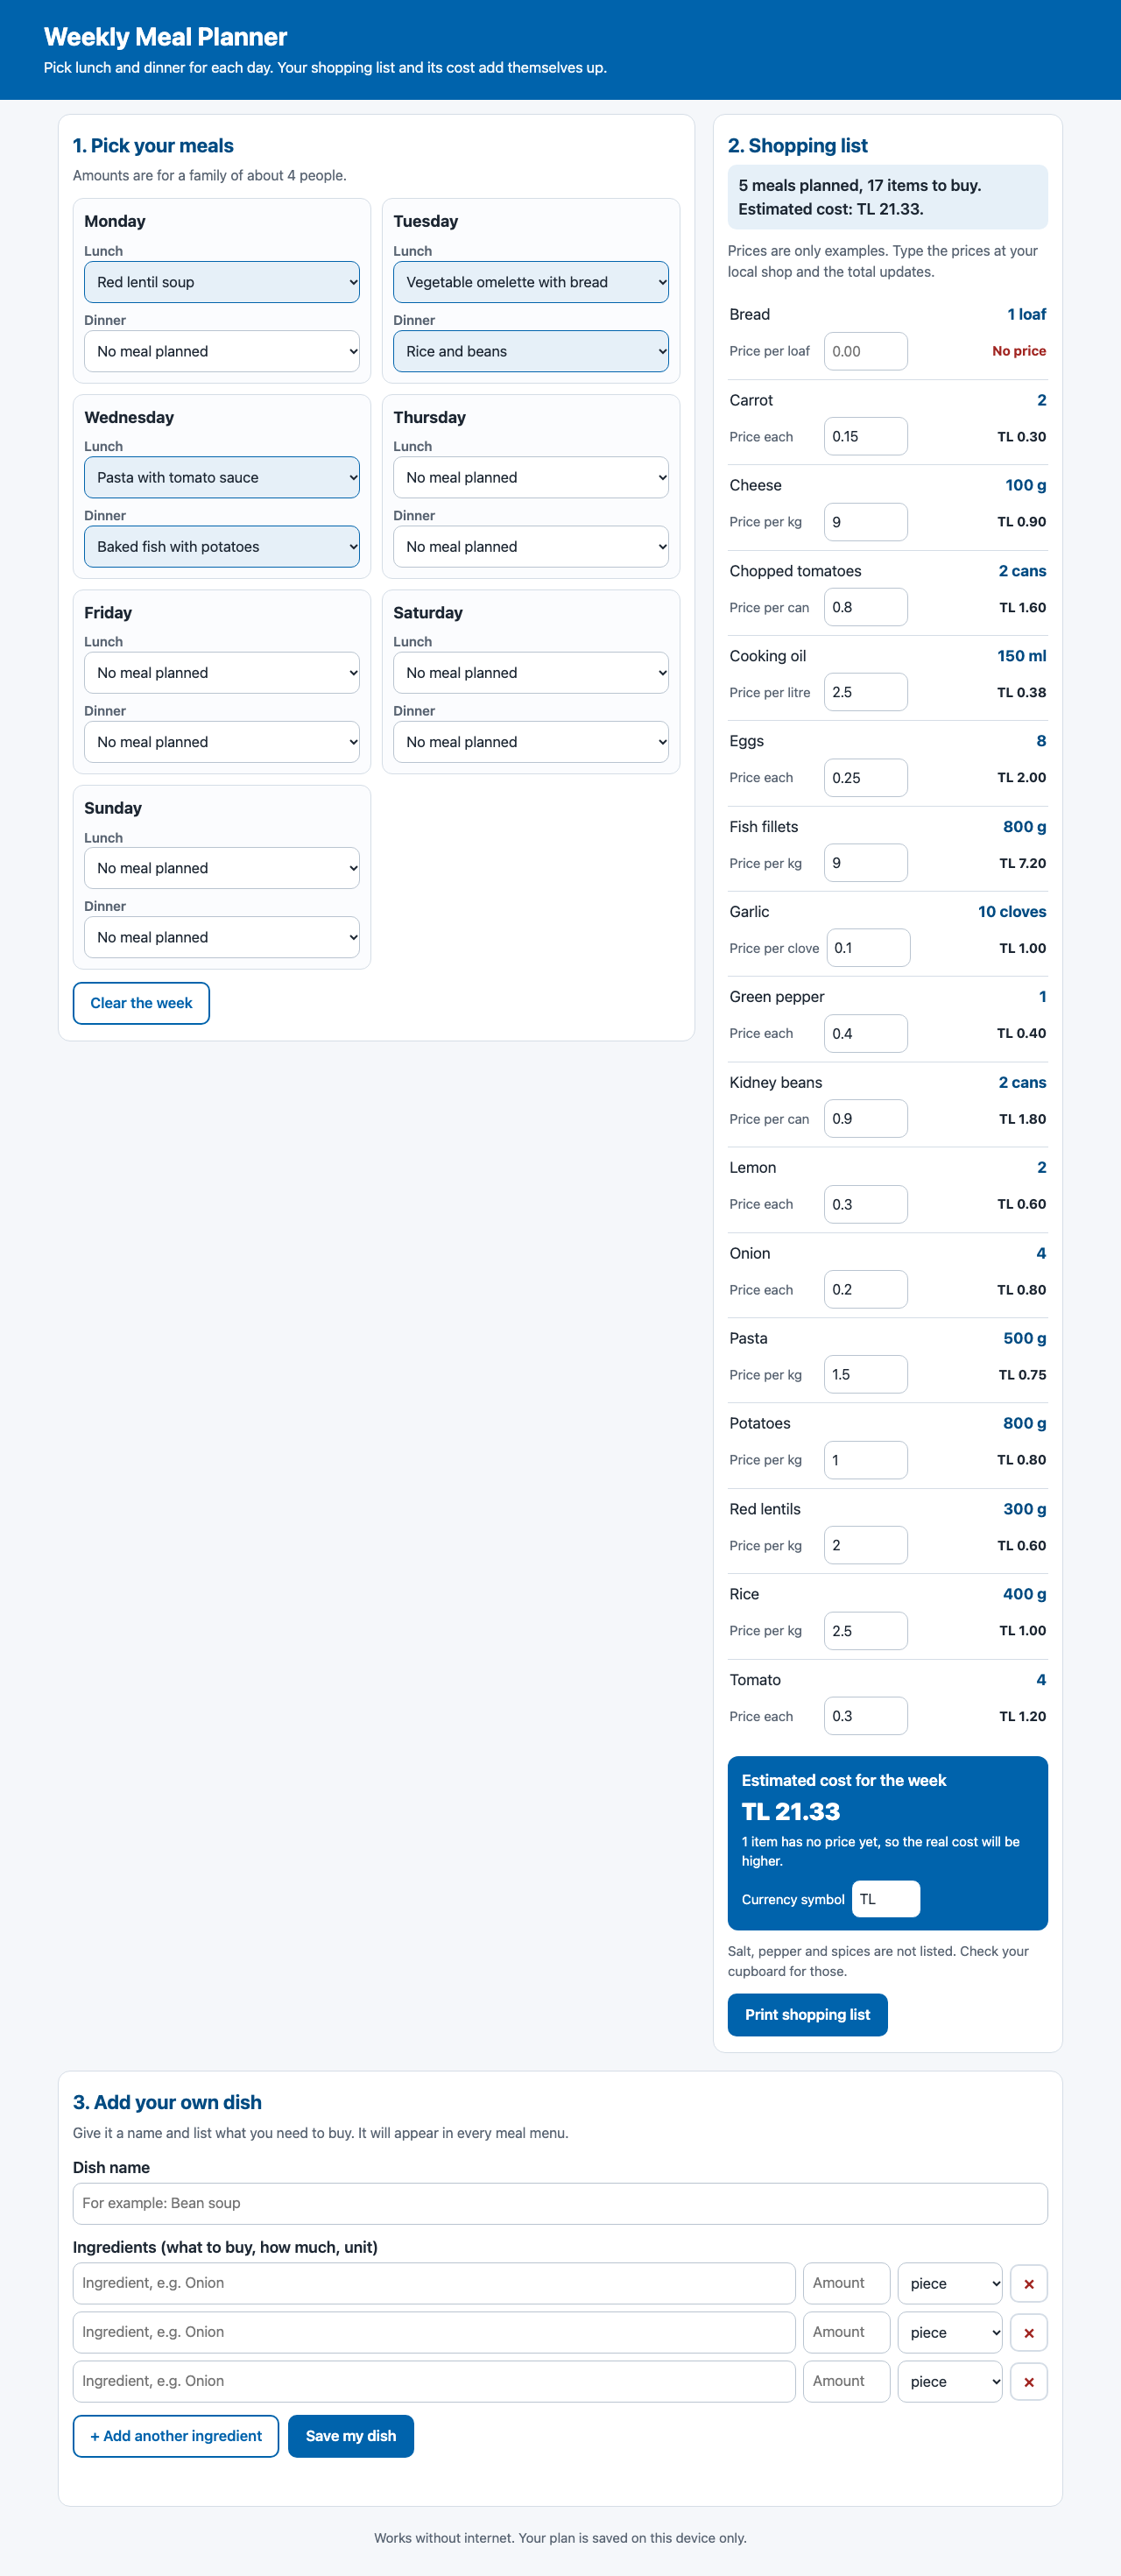 Weekly Meal Planner
Pick lunch and dinner for each day. Your shopping list and its cost add themselves up.
1. Pick your meals
Amounts are for a family of about 4 people.
Monday
Lunch
Red lentil soup
Dinner
No meal planned
Tuesday
Lunch
Vegetable omelette with bread
Dinner
Rice and beans
Wednesday
Lunch
Pasta with tomato sauce
Dinner
Baked fish with potatoes
Thursday
Lunch
No meal planned
Dinner
No meal planned
Friday
Lunch
No meal planned
Dinner
No meal planned
Saturday
Lunch
No meal planned
Dinner
No meal planned
Sunday
Lunch
No meal planned
Dinner
No meal planned
Clear the week
2. Shopping list
5 meals planned, 17 items to buy.
Estimated cost: TL 21.33.
Prices are only examples. Type the prices at your
local shop and the total updates.
Bread 1 loaf
Price per loaf 0.00 No price
Carrot 2
Price each 0.15 TL 0.30
Cheese 100 g
Price per kg 9 TL 0.90
Chopped tomatoes 2 cans
Price per can 0.8 TL 1.60
Cooking oil 150 ml
Price per litre 2.5 TL 0.38
Eggs 8
Price each 0.25 TL 2.00
Fish fillets 800 g
Price per kg 9 TL 7.20
Garlic 10 cloves
Price per clove 0.1 TL 1.00
Green pepper 1
Price each 0.4 TL 0.40
Kidney beans 2 cans
Price per can 0.9 TL 1.80
Lemon 2
Price each 0.3 TL 0.60
Onion 4
Price each 0.2 TL 0.80
Pasta 500 g
Price per kg 1.5 TL 0.75
Potatoes 800 g
Price per kg 1 TL 0.80
Red lentils 300 g
Price per kg 2 TL 0.60
Rice 400 g
Price per kg 2.5 TL 1.00
Tomato 4
Price each 0.3 TL 1.20
Estimated cost for the week
TL 21.33
1 item has no price yet, so the real cost will be
higher.
Currency symbol TL
Salt, pepper and spices are not listed. Check your
cupboard for those.
Print shopping list
3. Add your own dish
Give it a name and list what you need to buy. It will appear in every meal menu.
Dish name
For example: Bean soup
Ingredients (what to buy, how much, unit)
Ingredient, e.g. Onion Amount piece ×
Ingredient, e.g. Onion Amount piece ×
Ingredient, e.g. Onion Amount piece ×
+ Add another ingredient Save my dish
Works without internet. Your plan is saved on this device only.